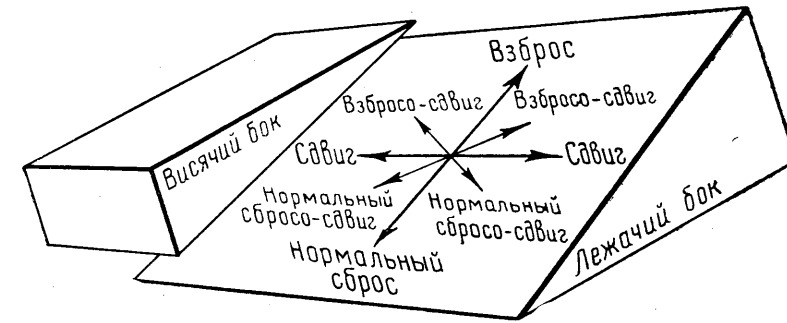 Взброс
Взбросо-сдвиг
Взбросо-сдвиг
Висячий бок
Сдвиг
Сдвиг
Нормальный
сбросо-сдвиг
Нормальный
сбросо-сдвиг
Нормальный
сброс
Лежачий бок